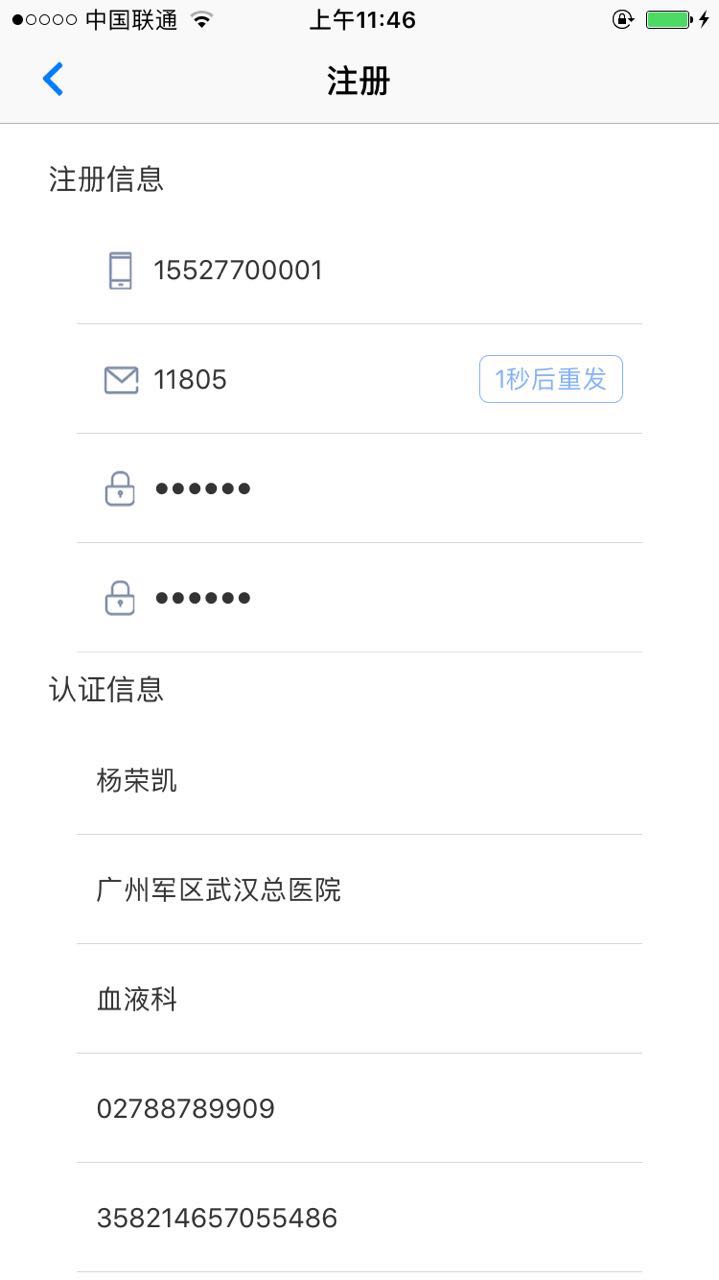 中国联通
上午11:46
注册
注册信息
15527700001
11805
1秒后重发
••••••
••••••
认证信息
杨荣凯
广州军区武汉总医院
血液科
02788789909
358214657055486